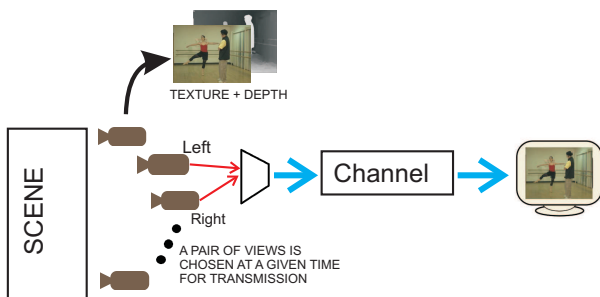 TEXTURE + DEPTH
SCENE
Left
Right
Channel
A PAIR OF VIEWS IS
CHOSEN AT A GIVEN TIME
FOR TRANSMISSION